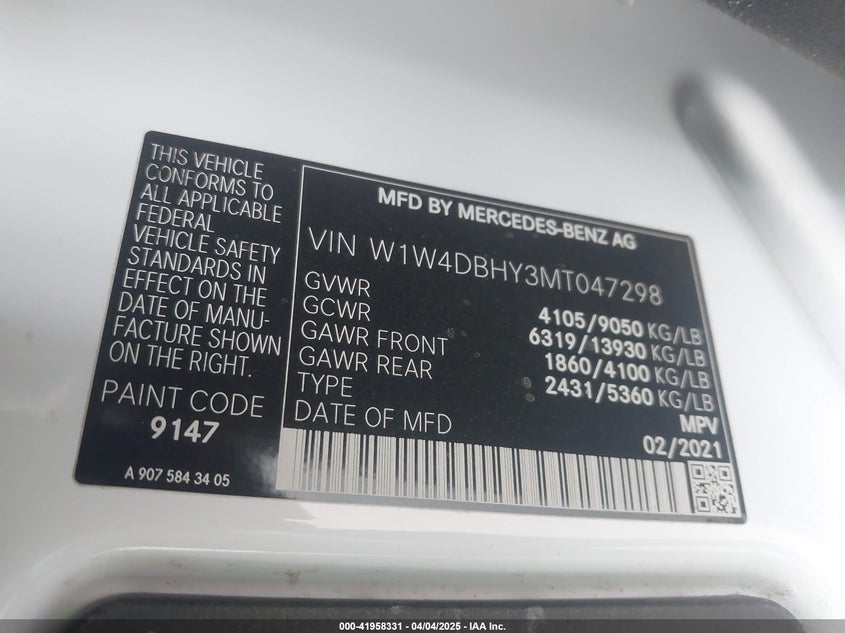 THIS VEHICLE
CONFORMS TO
ALL APPLICABLE
FEDERAL
VEHICLE SAFETY
STANDARDS IN
EFFECT ON THE
DATE OF MANU-
FACTURE SHOWN
ON THE RIGHT.
PAINT CODE
9147
A 907 584 34 05
MFD BY MERCEDES-BENZ AG
VIN W1W4DBHY3MT047298
GVWR 4105/9050 KG/LB
GCWR 6319/13930 KG/LB
GAWR FRONT 1860/4100 KG/LB
GAWR REAR 2431/5360 KG/LB
TYPE MPV
DATE OF MFD 02/2021
000-41958331 - 04/04/2025 - IAA Inc.